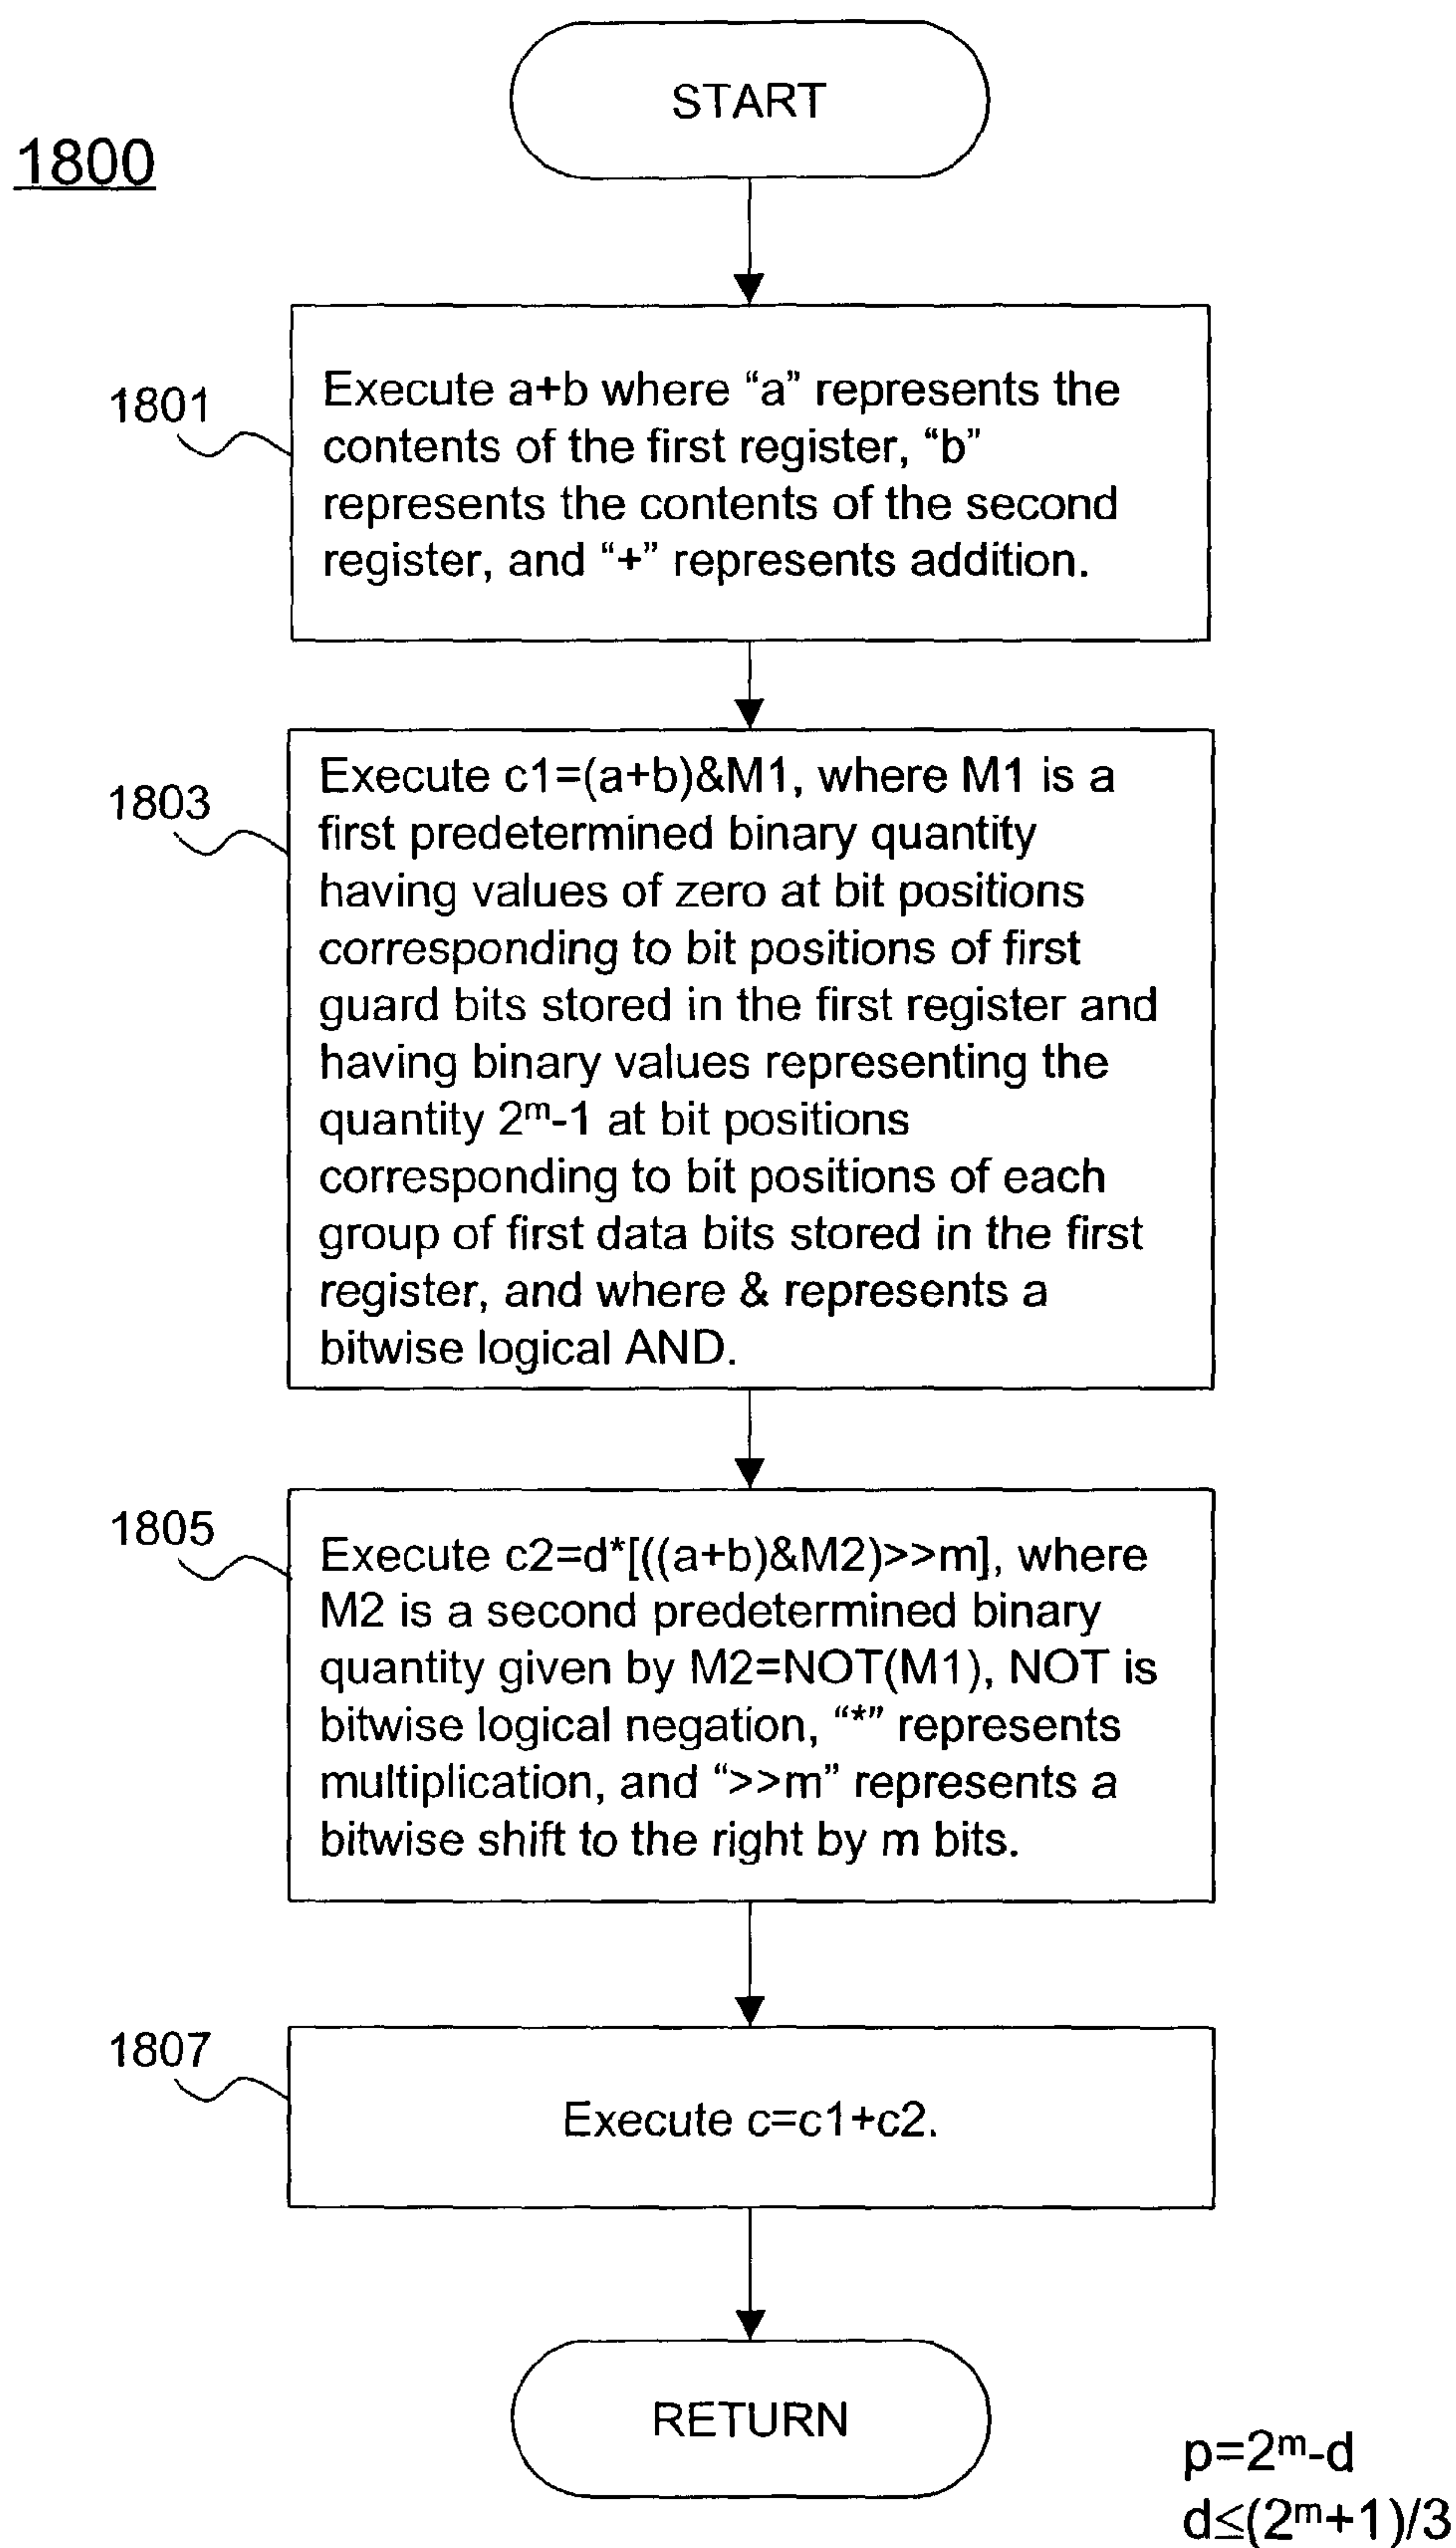 START
1800
1801
Execute a+b where “a” represents the
contents of the first register, “b”
represents the contents of the second
register, and “+” represents addition.
1803
Execute c1=(a+b)&M1, where M1 is a
first predetermined binary quantity
having values of zero at bit positions
corresponding to bit positions of first
guard bits stored in the first register and
having binary values representing the
quantity 2ᵐ-1 at bit positions
corresponding to bit positions of each
group of first data bits stored in the first
register, and where & represents a
bitwise logical AND.
1805
Execute c2=d*[((a+b)&M2)>>m], where
M2 is a second predetermined binary
quantity given by M2=NOT(M1), NOT is
bitwise logical negation, “*” represents
multiplication, and “>>m” represents a
bitwise shift to the right by m bits.
1807
Execute c=c1+c2.
RETURN
p=2ᵐ-d
d≤(2ᵐ+1)/3